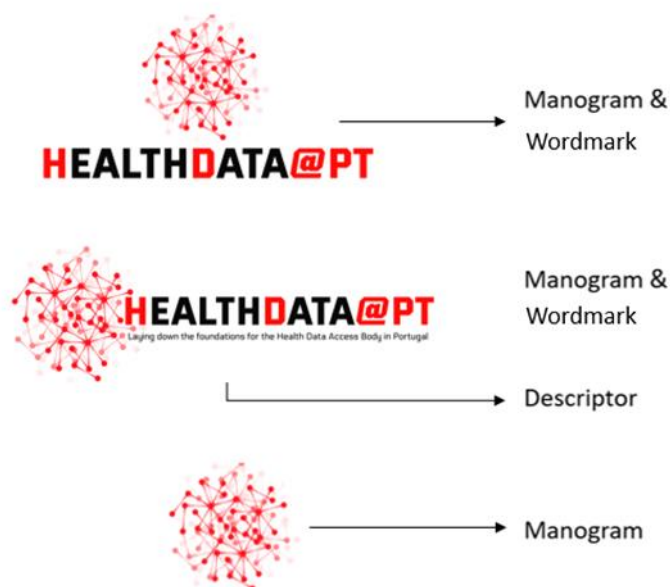 Manogram &
Wordmark
HEALTHDATA@PT
Manogram &
HEALTHDATA@PT
Wordmark
Laying down the foundations for the Health Data Access Body in Portugal
Descriptor
Manogram